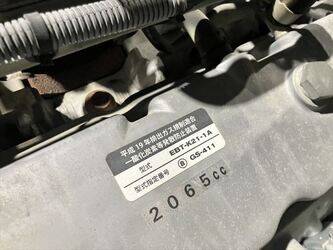 平成19年排出ガス規制適合
一酸化炭素等発散防止装置
型式 EBT-K21-1A
型式指定番号 Ⓑ GS-411
2065cc